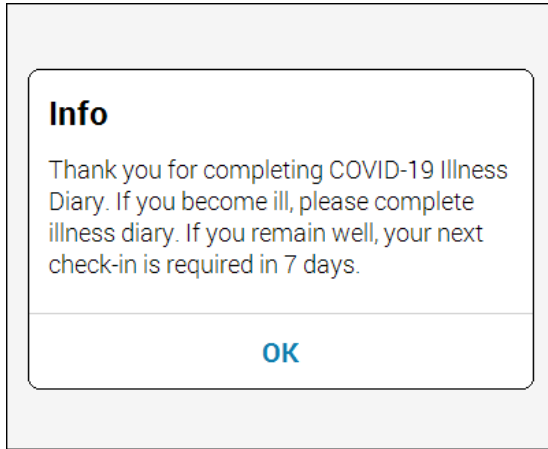 Info
Thank you for completing COVID-19 Illness
Diary. If you become ill, please complete
illness diary. If you remain well, your next
check-in is required in 7 days.
OK